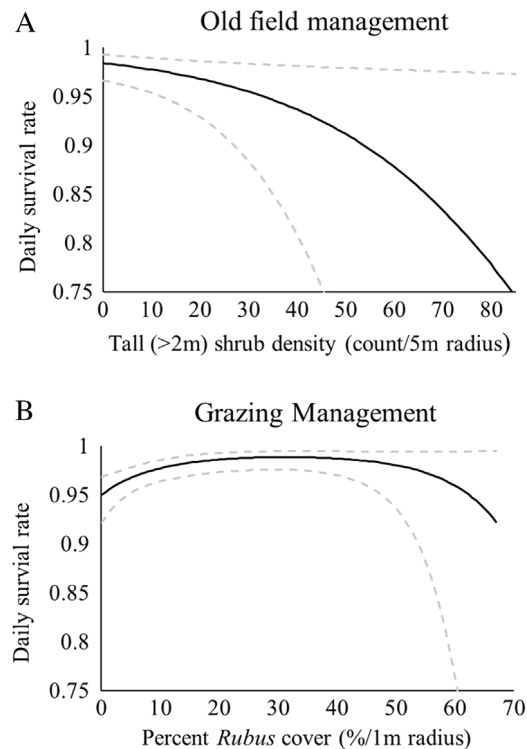 A
Old field management
1
0.95
0.9
0.85
0.8
0.75
Daily survival rate
0 10 20 30 40 50 60 70 80
Tall (>2m) shrub density (count/5m radius)
B
Grazing Management
1
0.95
0.9
0.85
0.8
0.75
Daily survial rate
0 10 20 30 40 50 60 70
Percent Rubus cover (%/1m radius)